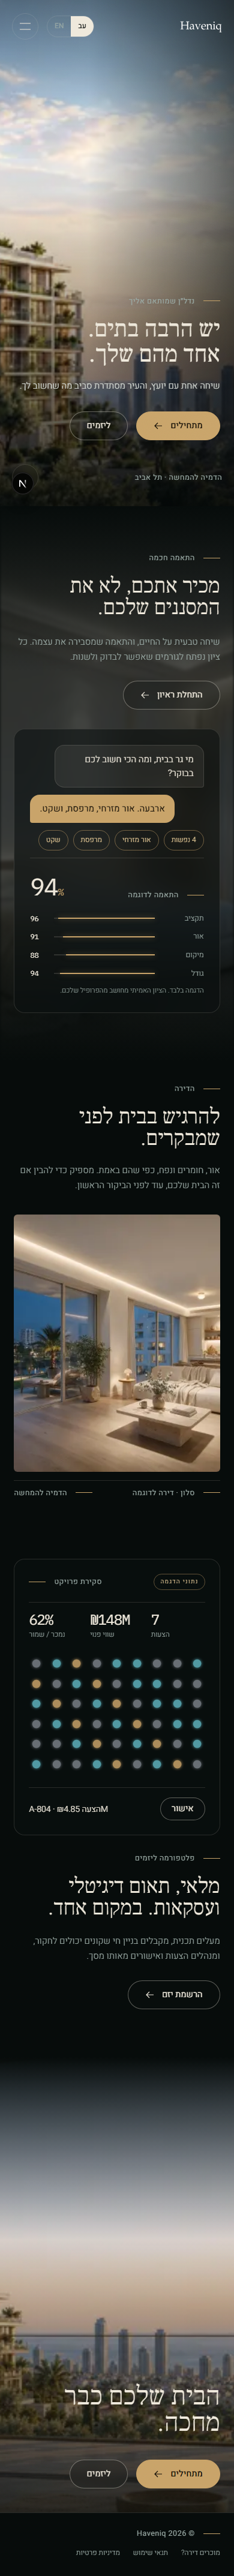 Haveniq
עב
EN
נדל"ן שמותאם אליך
יש הרבה בתים.
אחד מהם שלך.
שיחה אחת עם יועץ, והעיר מסתדרת סביב מה שחשוב לך.
מתחילים ←
ליזמים
הדמיה להמחשה · תל אביב
N
התאמה חכמה
מכיר אתכם, לא את
המסננים שלכם.
שיחה טבעית על החיים, והתאמה שמסבירה את עצמה. כל
ציון נפתח לגורמים שאפשר לבדוק ולשנות.
התחלת ראיון ←
מי גר בבית, ומה הכי חשוב לכם
בבוקר?
ארבעה. אור מזרחי, מרפסת, ושקט.
4 נפשות
אור מזרחי
מרפסת
שקט
התאמה לדוגמה
94%
תקציב 96
אור 91
מיקום 88
גודל 94
הדגמה בלבד. הציון האמיתי מחושב מהפרופיל שלכם.
הדירה
להרגיש בבית לפני
שמבקרים.
אור, חומרים ונפח, כפי שהם באמת. מספיק כדי להבין אם
זה הבית שלכם, עוד לפני הביקור הראשון.
סלון · דירה לדוגמה
הדמיה להמחשה
נתוני הדגמה
סקירת פרויקט
7
₪148M
62%
הצעות
שווי פנוי
נמכר / שמור
אישור
A-804 · ₪4.85 הצעהM
פלטפורמה ליזמים
מלאי, תאום דיגיטלי
ועסקאות. במקום אחד.
מעלים תכנית, מקבלים בניין חי שקונים יכולים לחקור,
ומנהלים הצעות ואישורים מאותו מסך.
הרשמת יזם ←
הבית שלכם כבר
מחכה.
מתחילים ←
ליזמים
© 2026 Haveniq
מוכרים דירה?
תנאי שימוש
מדיניות פרטיות